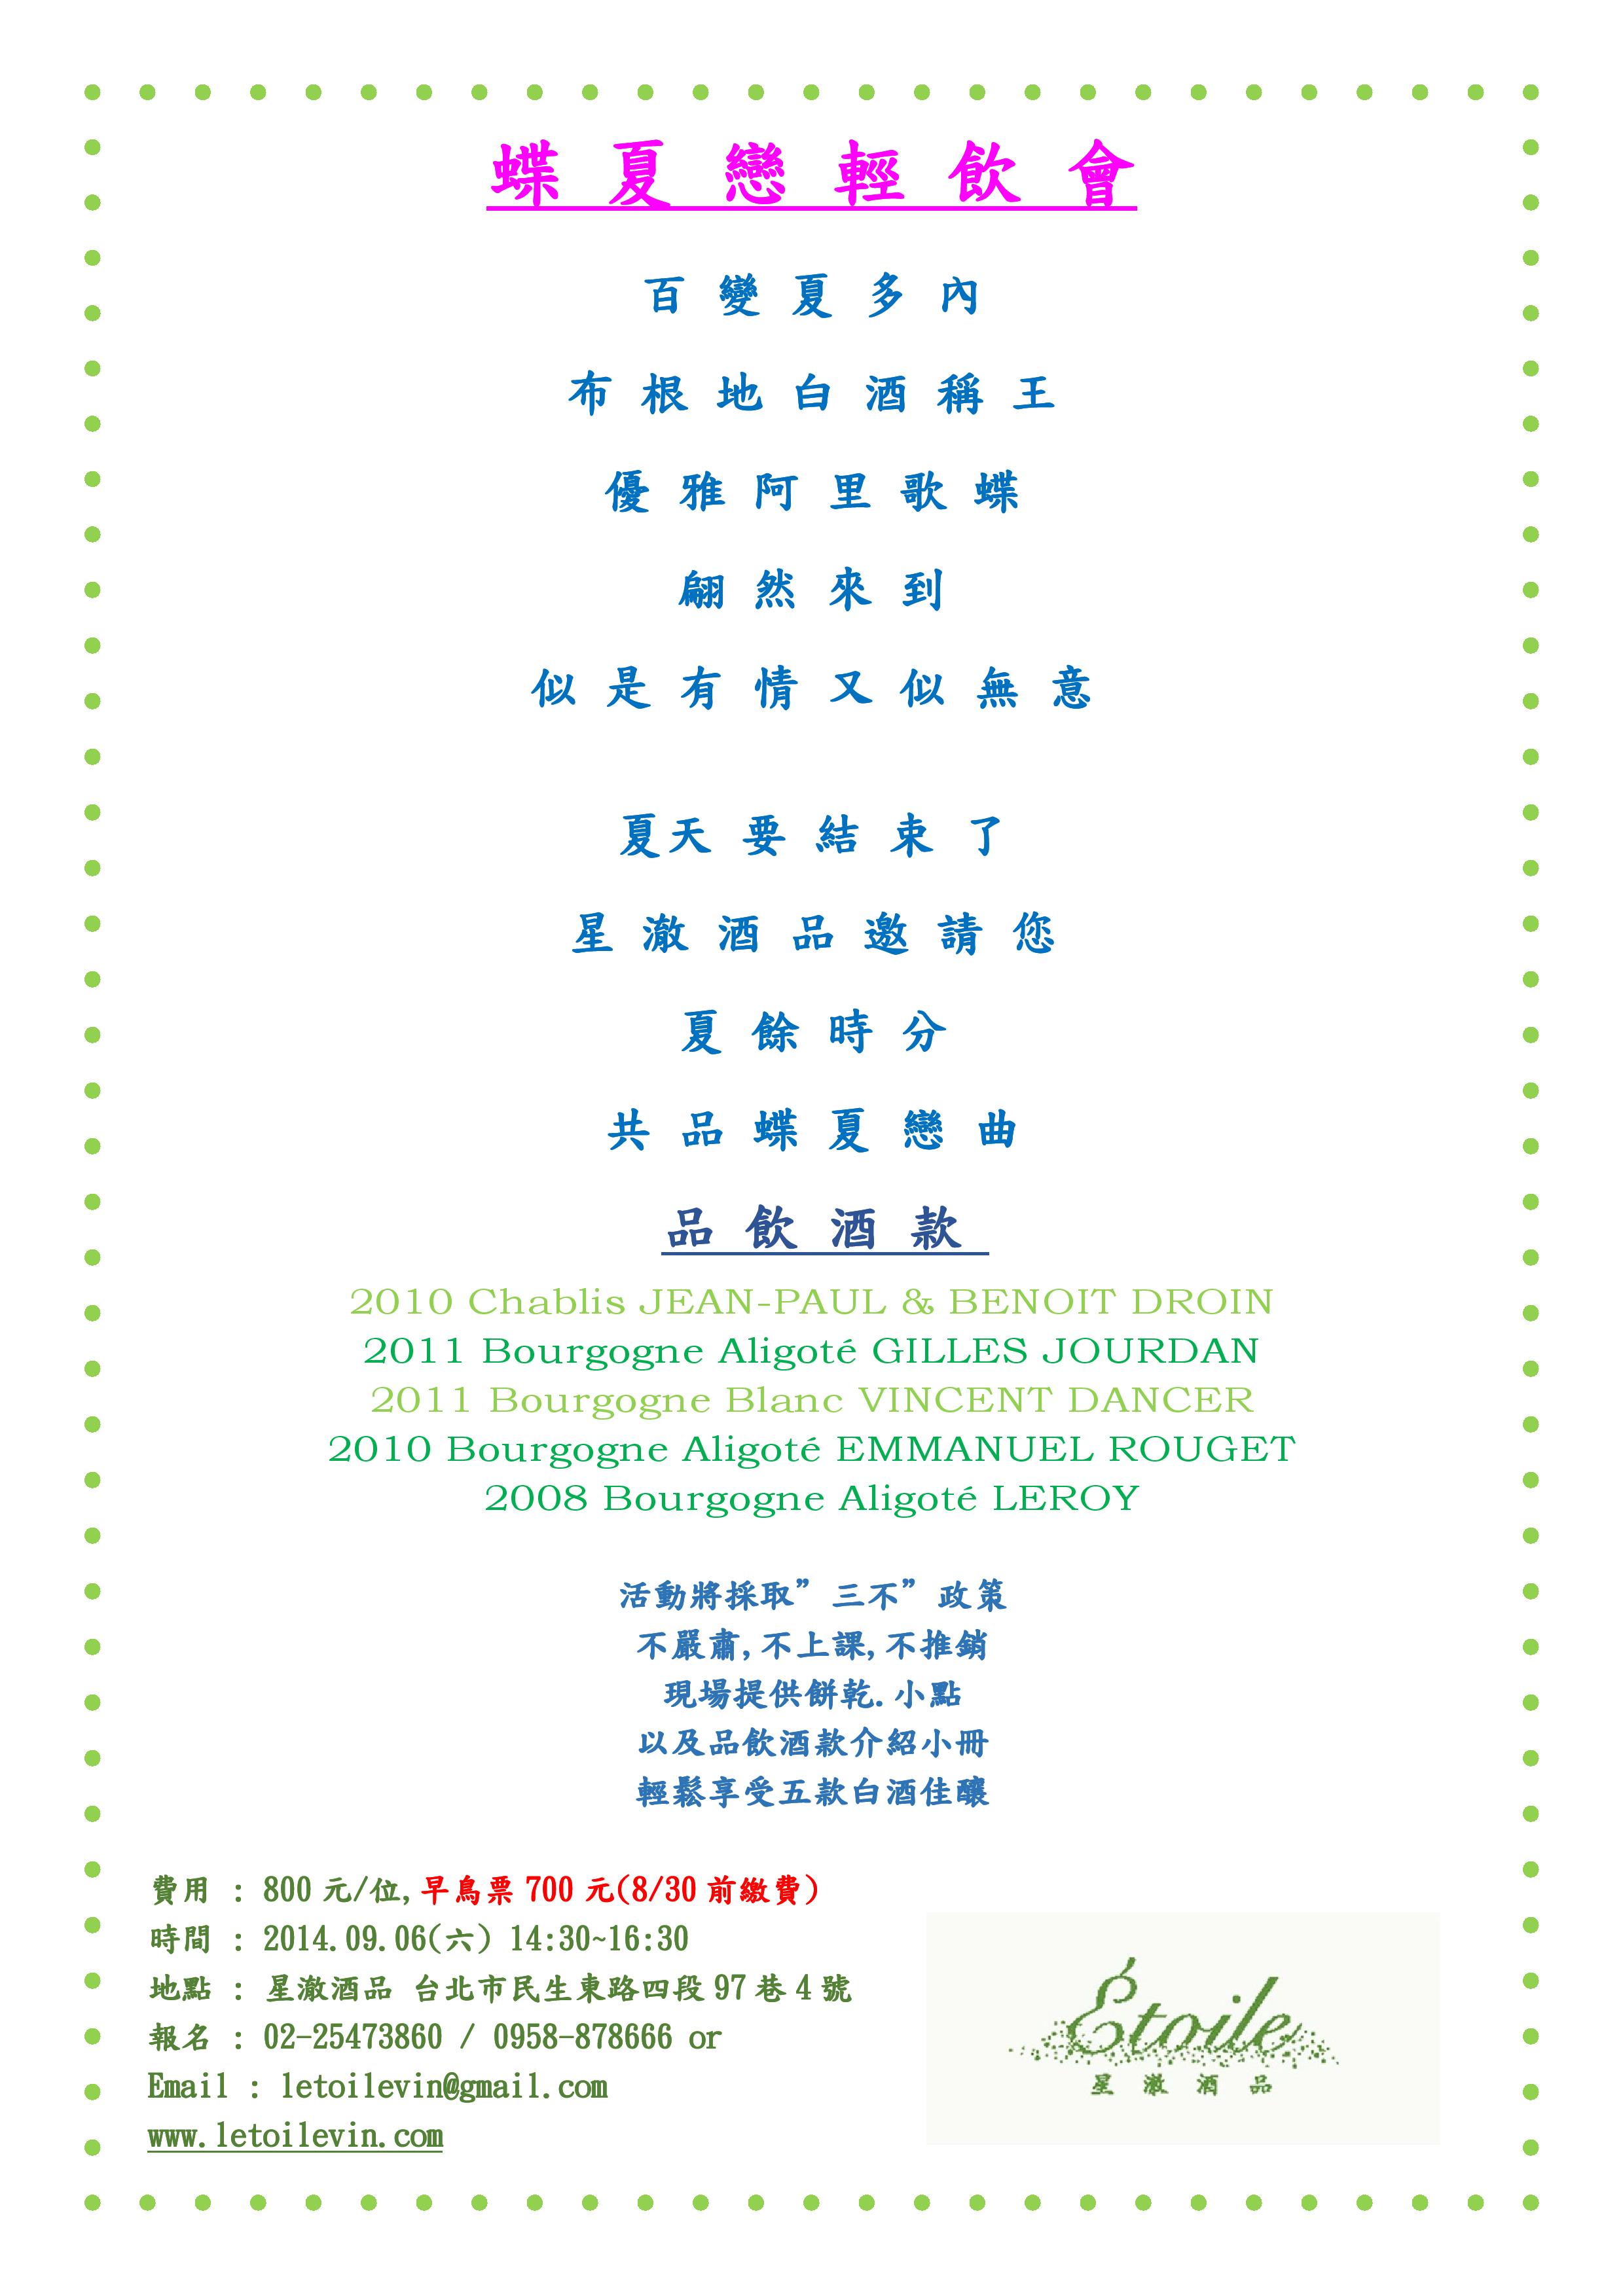 蝶 夏 戀 輕 飲 會
百 變 夏 多 內
布 根 地 白 酒 稱 王
優 雅 阿 里 歌 蝶
翩 然 來 到
似 是 有 情 又 似 無 意
夏天 要 結 束 了
星 澈 酒 品 邀 請 您
夏 餘 時 分
共 品 蝶 夏 戀 曲
品 飲 酒 款
2010 Chablis JEAN-PAUL & BENOIT DROIN
2011 Bourgogne Aligoté GILLES JOURDAN
2011 Bourgogne Blanc VINCENT DANCER
2010 Bourgogne Aligoté EMMANUEL ROUGET
2008 Bourgogne Aligoté LEROY
活動將採取”三不”政策
不嚴肅,不上課,不推銷
現場提供餅乾.小點
以及品飲酒款介紹小冊
輕鬆享受五款白酒佳釀
費用 : 800 元/位,早鳥票 700 元(8/30 前繳費)
時間 : 2014.09.06(六) 14:30~16:30
地點 : 星澈酒品 台北市民生東路四段 97 巷 4 號
報名 : 02-25473860 / 0958-878666 or
Email : letoilevin@gmail.com
www.letoilevin.com
Étoile
星 澈 酒 品